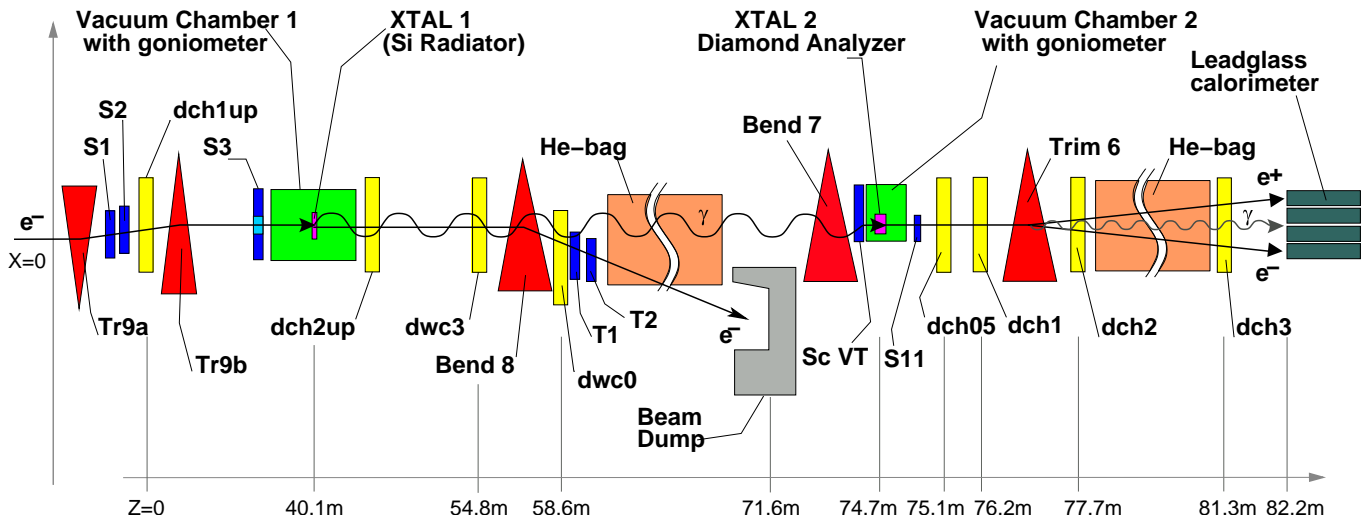 Vacuum Chamber 1
with goniometer
XTAL 1
(Si Radiator)
XTAL 2
Diamond Analyzer
Vacuum Chamber 2
with goniometer
Leadglass
calorimeter
S1
S2
dch1up
S3
He−bag
Bend 7
Trim 6
He−bag
e−
X=0
γ
e+
γ
e−
Tr9a
Tr9b
dch2up
dwc3
Bend 8
dwc0
T1
T2
e−
Beam
Dump
Sc VT
S11
dch05
dch1
dch2
dch3
Z=0
40.1m
54.8m
58.6m
71.6m
74.7m
75.1m
76.2m
77.7m
81.3m
82.2m